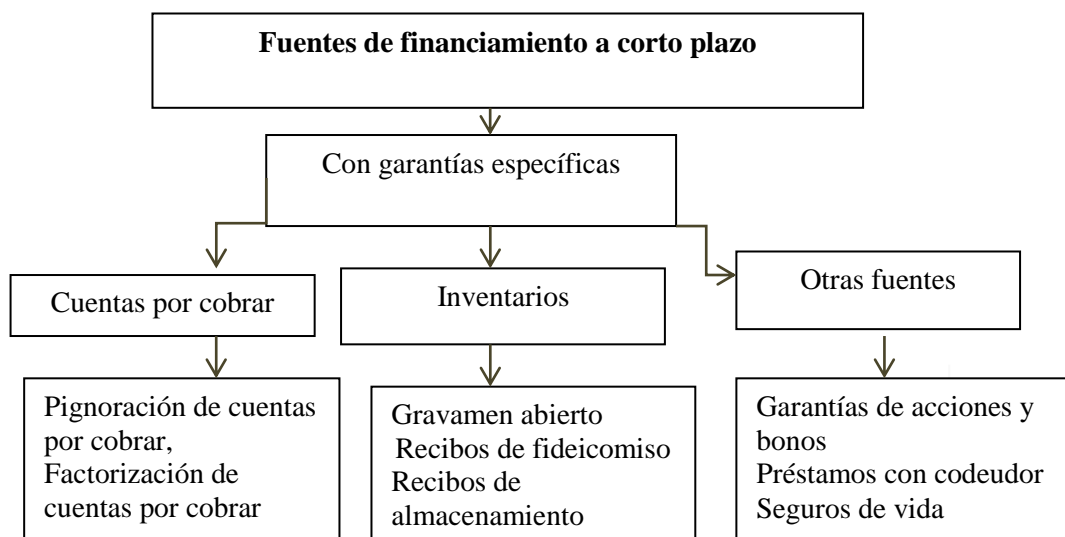 Fuentes de financiamiento a corto plazo
Con garantías específicas
Cuentas por cobrar
Inventarios
Otras fuentes
Pignoración de cuentas
por cobrar,
Factorización de
cuentas por cobrar
Gravamen abierto
Recibos de fideicomiso
Recibos de
almacenamiento
Garantías de acciones y
bonos
Préstamos con codeudor
Seguros de vida